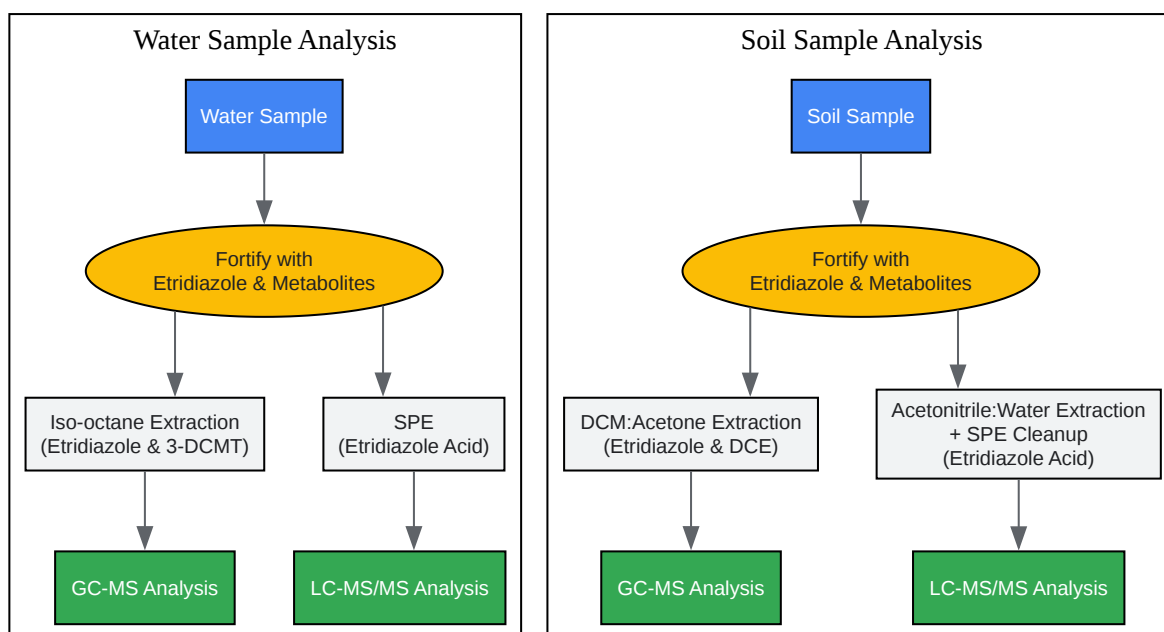 Water Sample Analysis
Water Sample
Fortify with
Etridiazole & Metabolites
Iso-octane Extraction
(Etridiazole & 3-DCMT)
SPE
(Etridiazole Acid)
GC-MS Analysis
LC-MS/MS Analysis
Soil Sample Analysis
Soil Sample
Fortify with
Etridiazole & Metabolites
DCM:Acetone Extraction
(Etridiazole & DCE)
Acetonitrile:Water Extraction
+ SPE Cleanup
(Etridiazole Acid)
GC-MS Analysis
LC-MS/MS Analysis